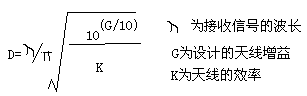 D=η/π√(10^(G/10)/K)
η 为接收信号的波长
G为设计的天线增益
K为天线的效率